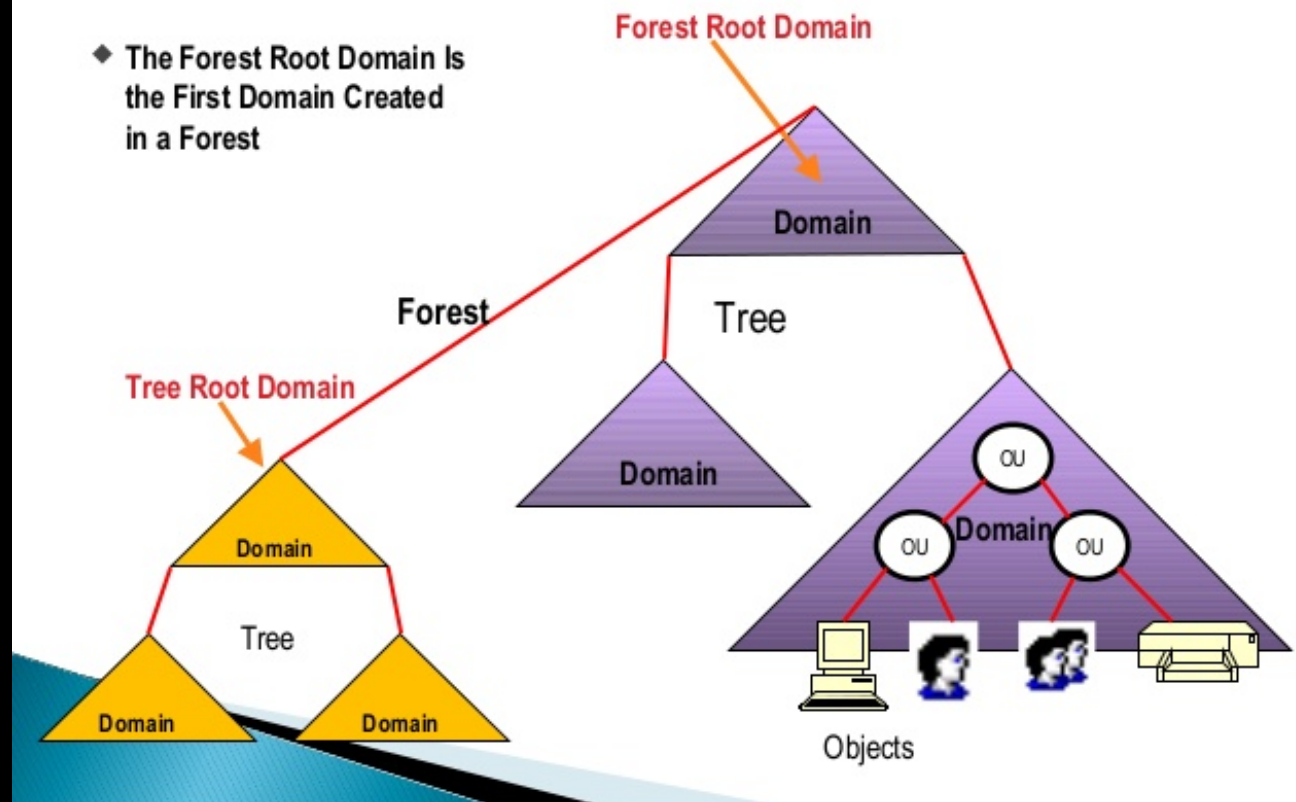 Forest Root Domain
The Forest Root Domain Is
the First Domain Created
in a Forest
Domain
Forest
Tree
Tree Root Domain
Domain
OU
OU
Domain
OU
Domain
Tree
Domain
Domain
Objects